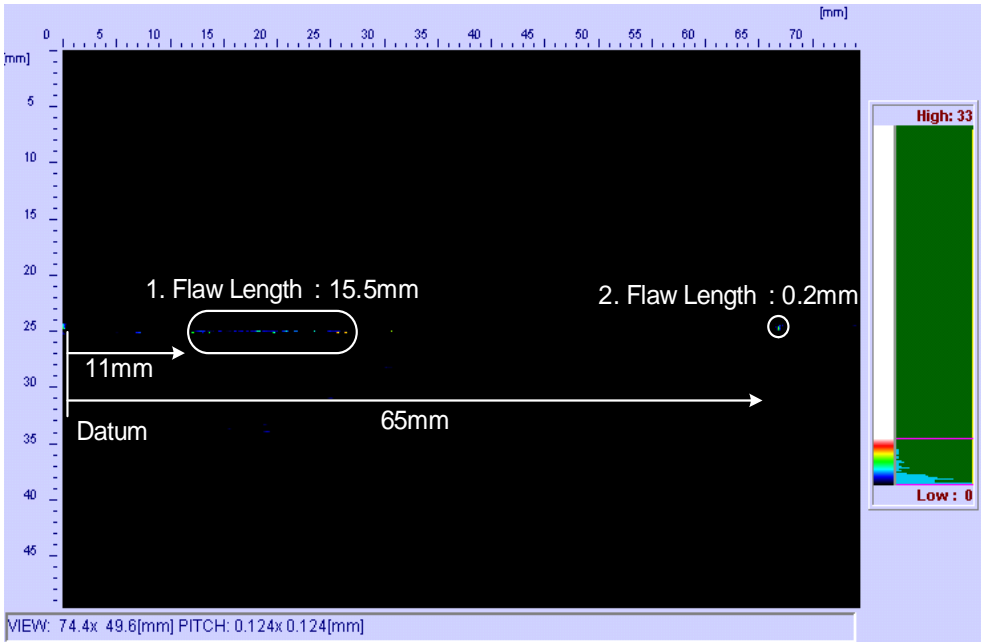 [mm]
0 5 10 15 20 25 30 35 40 45 50 55 60 65 70
[mm]
5
10
15
20
25
30
35
40
45
High: 33
1. Flaw Length : 15.5mm
2. Flaw Length : 0.2mm
11mm
65mm
Datum
Low : 0
VIEW: 74.4x 49.6[mm] PITCH: 0.124x 0.124[mm]